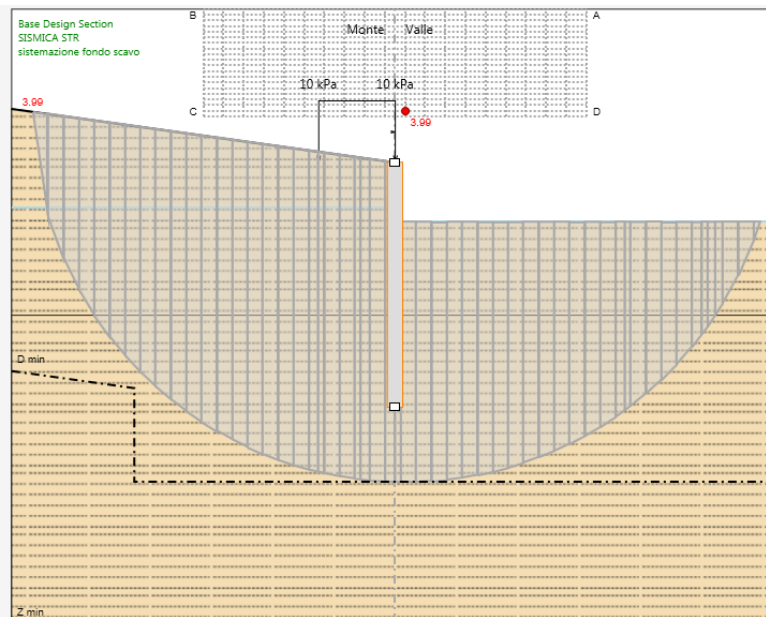 Base Design Section
SISMICA STR
sistemazione fondo scavo
B
A
Monte
Valle
10 kPa
10 kPa
3.99
C
D
3.99
D min
Z min